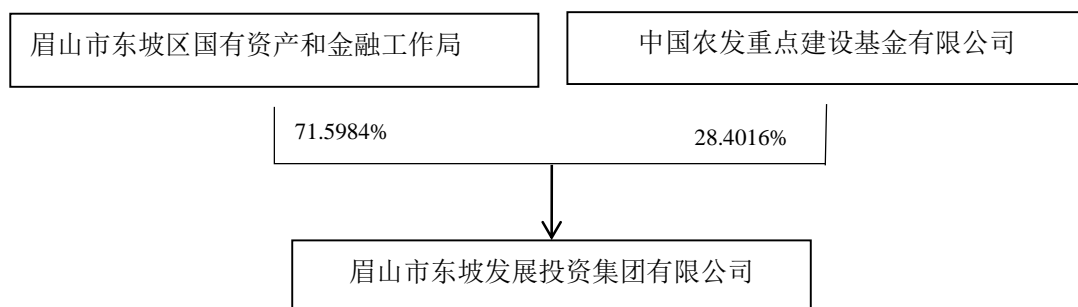 眉山市东坡区国有资产和金融工作局
中国农发重点建设基金有限公司
71.5984%
28.4016%
眉山市东坡发展投资集团有限公司